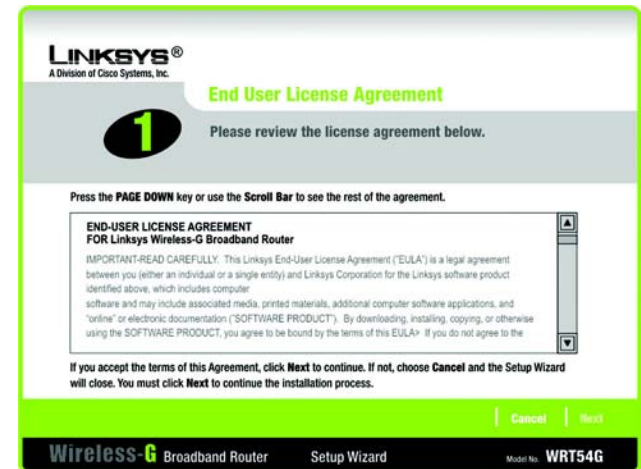 LINKSYS®
A Division of Cisco Systems, Inc.
End User License Agreement
1
Please review the license agreement below.
Press the PAGE DOWN key or use the Scroll Bar to see the rest of the agreement.
END-USER LICENSE AGREEMENT
FOR Linksys Wireless-G Broadband Router
IMPORTANT-READ CAREFULLY: This Linksys End-User License Agreement ("EULA") is a legal agreement
between you (either an individual or a single entity) and Linksys Corporation for the Linksys software product
identified above, which includes computer
software and may include associated media, printed materials, additional computer software applications, and
"online" or electronic documentation ("SOFTWARE PRODUCT"). By downloading, installing, copying, or otherwise
using the SOFTWARE PRODUCT, you agree to be bound by the terms of this EULA> If you do not agree to the
If you accept the terms of this Agreement, click Next to continue. If not, choose Cancel and the Setup Wizard
will close. You must click Next to continue the installation process.
Cancel Next
Wireless-G Broadband Router Setup Wizard Model No. WRT54G